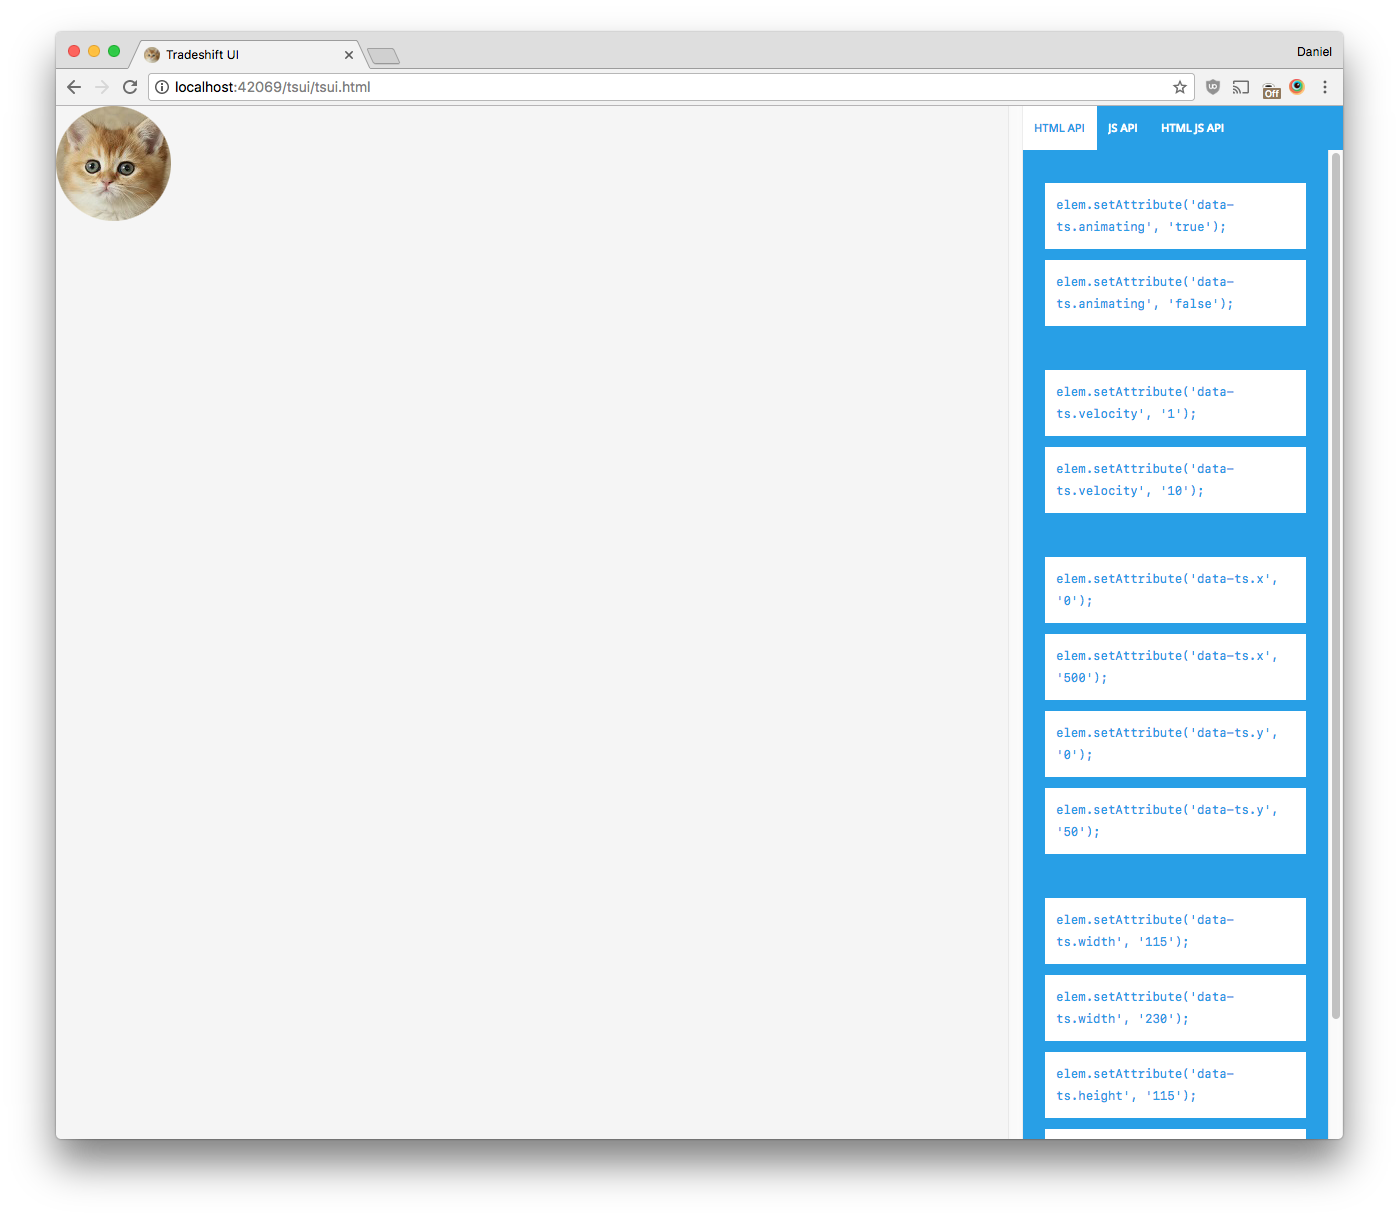 Tradeshift UI
Daniel
localhost:42069/tsui/tsui.html
Off
HTML API JS API HTML JS API
elem.setAttribute('data-
ts.animating', 'true');
elem.setAttribute('data-
ts.animating', 'false');
elem.setAttribute('data-
ts.velocity', '1');
elem.setAttribute('data-
ts.velocity', '10');
elem.setAttribute('data-ts.x',
'0');
elem.setAttribute('data-ts.x',
'500');
elem.setAttribute('data-ts.y',
'0');
elem.setAttribute('data-ts.y',
'50');
elem.setAttribute('data-
ts.width', '115');
elem.setAttribute('data-
ts.width', '230');
elem.setAttribute('data-
ts.height', '115');